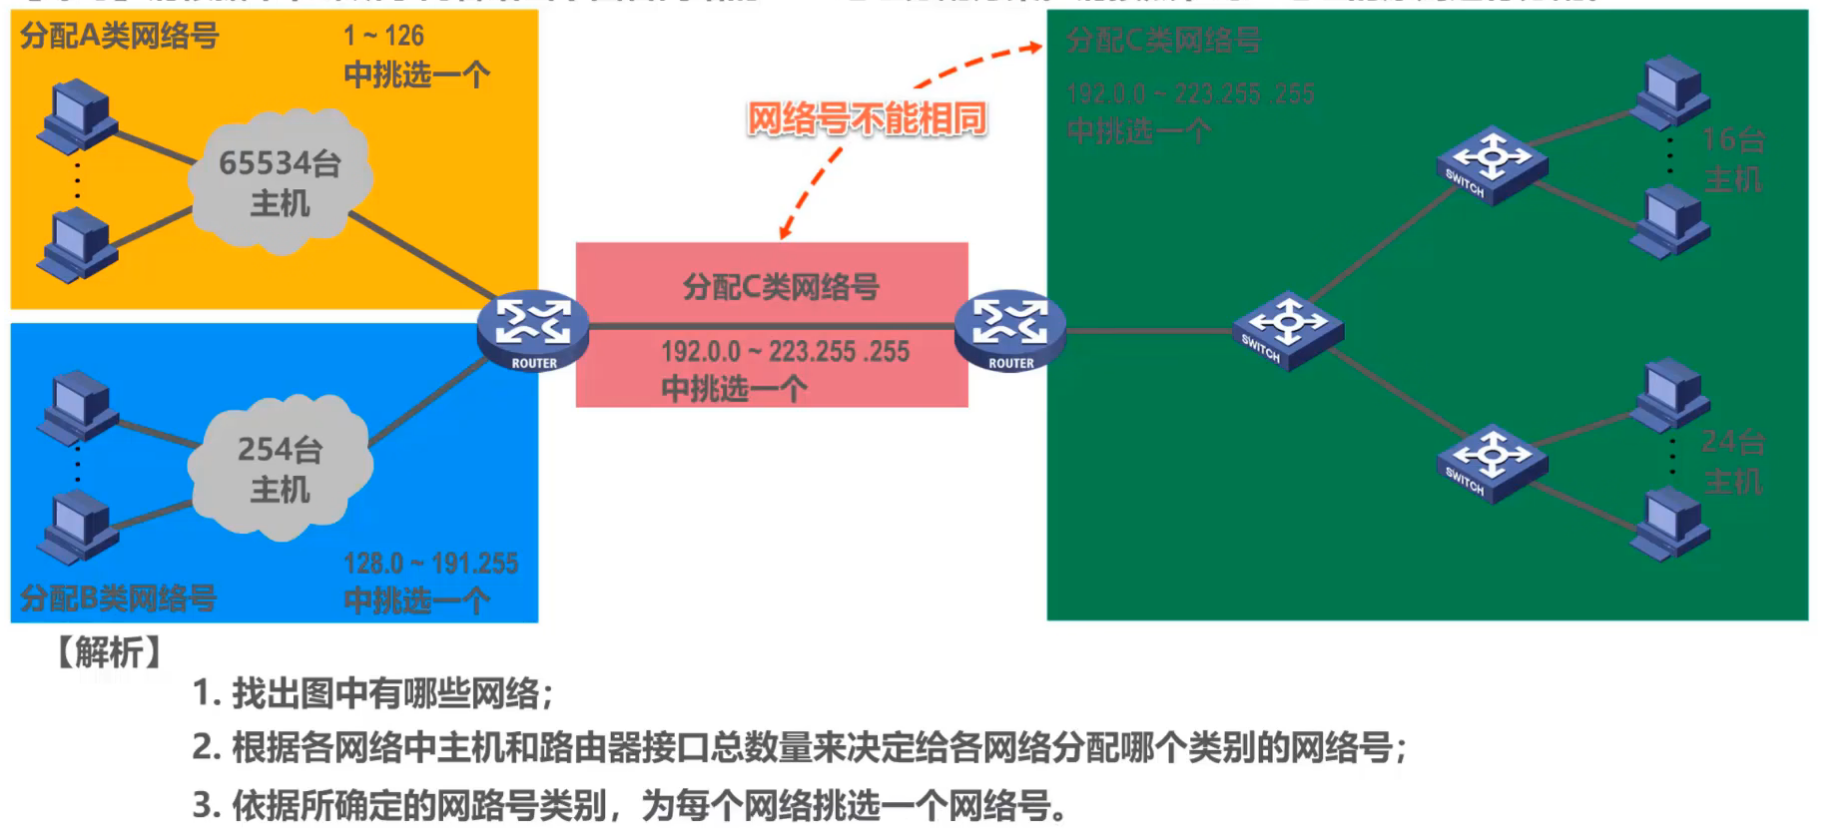 分配A类网络号
1 ~ 126
中挑选一个
65534台
主机
网络号不能相同
分配C类网络号
192.0.0 ~ 223.255 .255
中挑选一个
16台
主机
SWITCH
分配C类网络号
192.0.0 ~ 223.255 .255
中挑选一个
ROUTER
ROUTER
SWITCH
254台
主机
128.0 ~ 191.255
中挑选一个
分配B类网络号
SWITCH
24台
主机
【解析】
1. 找出图中有哪些网络；
2. 根据各网络中主机和路由器接口总数量来决定给各网络分配哪个类别的网络号；
3. 依据所确定的网路号类别，为每个网络挑选一个网络号。